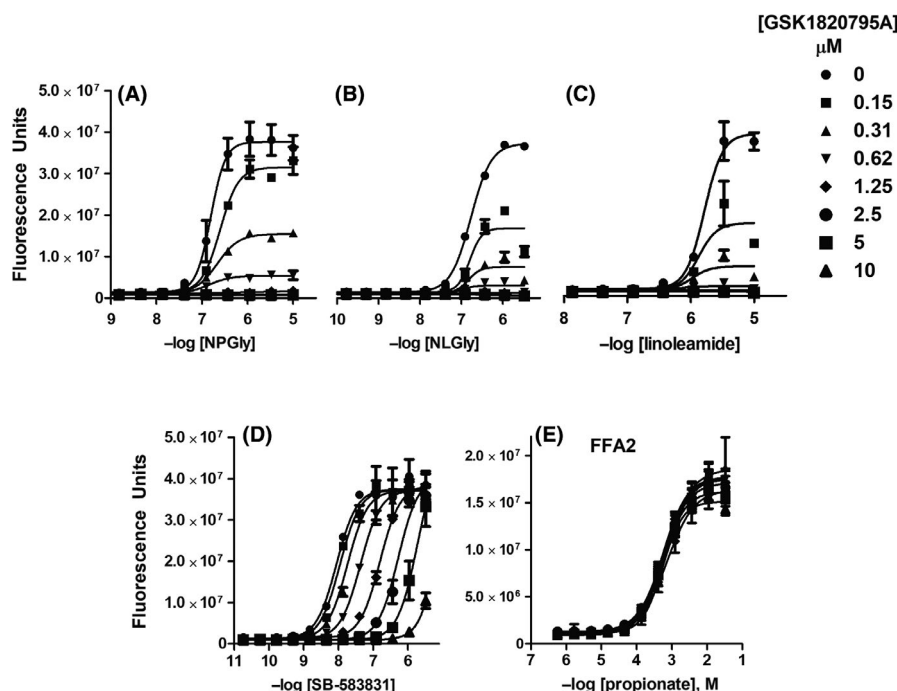 [GSK1820795A]
μM
0
0.15
0.31
0.62
1.25
2.5
5
10
(A)
(B)
(C)
Fluorescence Units
5.0 × 10⁷
4.0 × 10⁷
3.0 × 10⁷
2.0 × 10⁷
1.0 × 10⁷
0
9 8 7 6 5
–log [NPGly]
10 9 8 7 6
–log [NLGly]
8 7 6 5
–log [linoleamide]
(D)
Fluorescence Units
5.0 × 10⁷
4.0 × 10⁷
3.0 × 10⁷
2.0 × 10⁷
1.0 × 10⁷
0
11 10 9 8 7 6
–log [SB-583831]
(E)
FFA2
2.0 × 10⁷
1.5 × 10⁷
1.0 × 10⁷
5.0 × 10⁶
0
7 6 5 4 3 2 1
–log [propionate], M